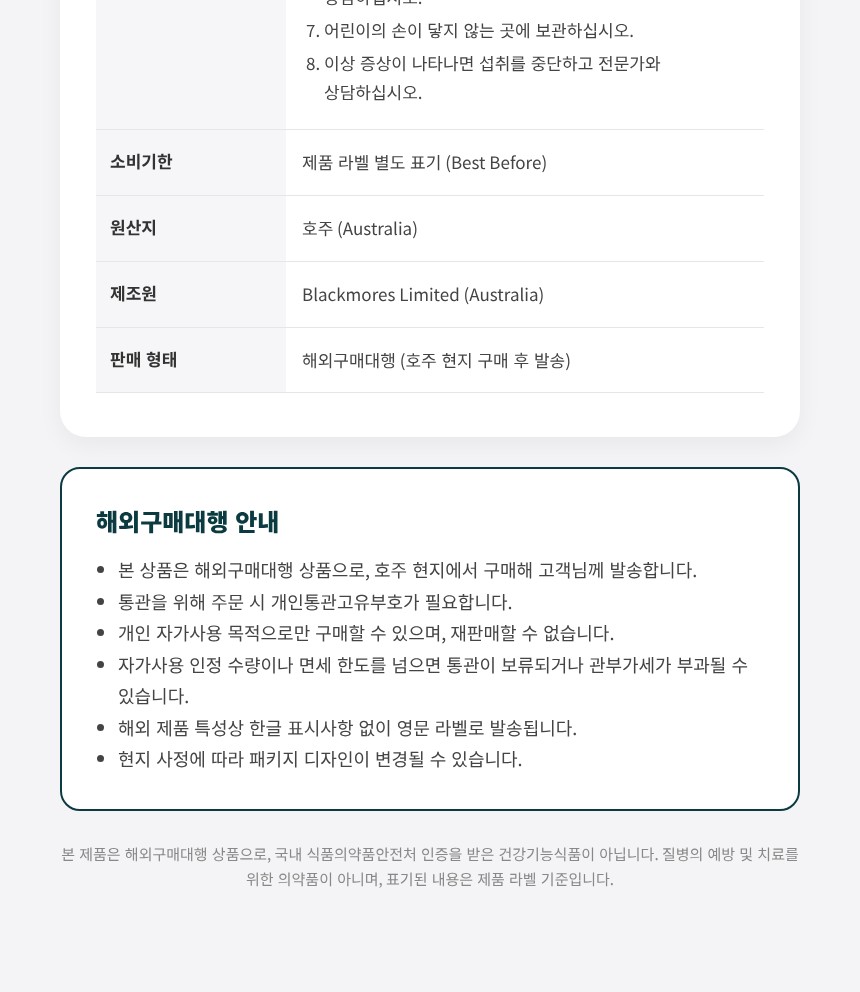 7. 어린이의 손이 닿지 않는 곳에 보관하십시오.
8. 이상 증상이 나타나면 섭취를 중단하고 전문가와
상담하십시오.
소비기한
제품 라벨 별도 표기 (Best Before)
원산지
호주 (Australia)
제조원
Blackmores Limited (Australia)
판매 형태
해외구매대행 (호주 현지 구매 후 발송)
해외구매대행 안내
본 상품은 해외구매대행 상품으로, 호주 현지에서 구매해 고객님께 발송합니다.
통관을 위해 주문 시 개인통관고유부호가 필요합니다.
개인 자가사용 목적으로만 구매할 수 있으며, 재판매할 수 없습니다.
자가사용 인정 수량이나 면세 한도를 넘으면 통관이 보류되거나 관부가세가 부과될 수
있습니다.
해외 제품 특성상 한글 표시사항 없이 영문 라벨로 발송됩니다.
현지 사정에 따라 패키지 디자인이 변경될 수 있습니다.
본 제품은 해외구매대행 상품으로, 국내 식품의약품안전처 인증을 받은 건강기능식품이 아닙니다. 질병의 예방 및 치료를
위한 의약품이 아니며, 표기된 내용은 제품 라벨 기준입니다.